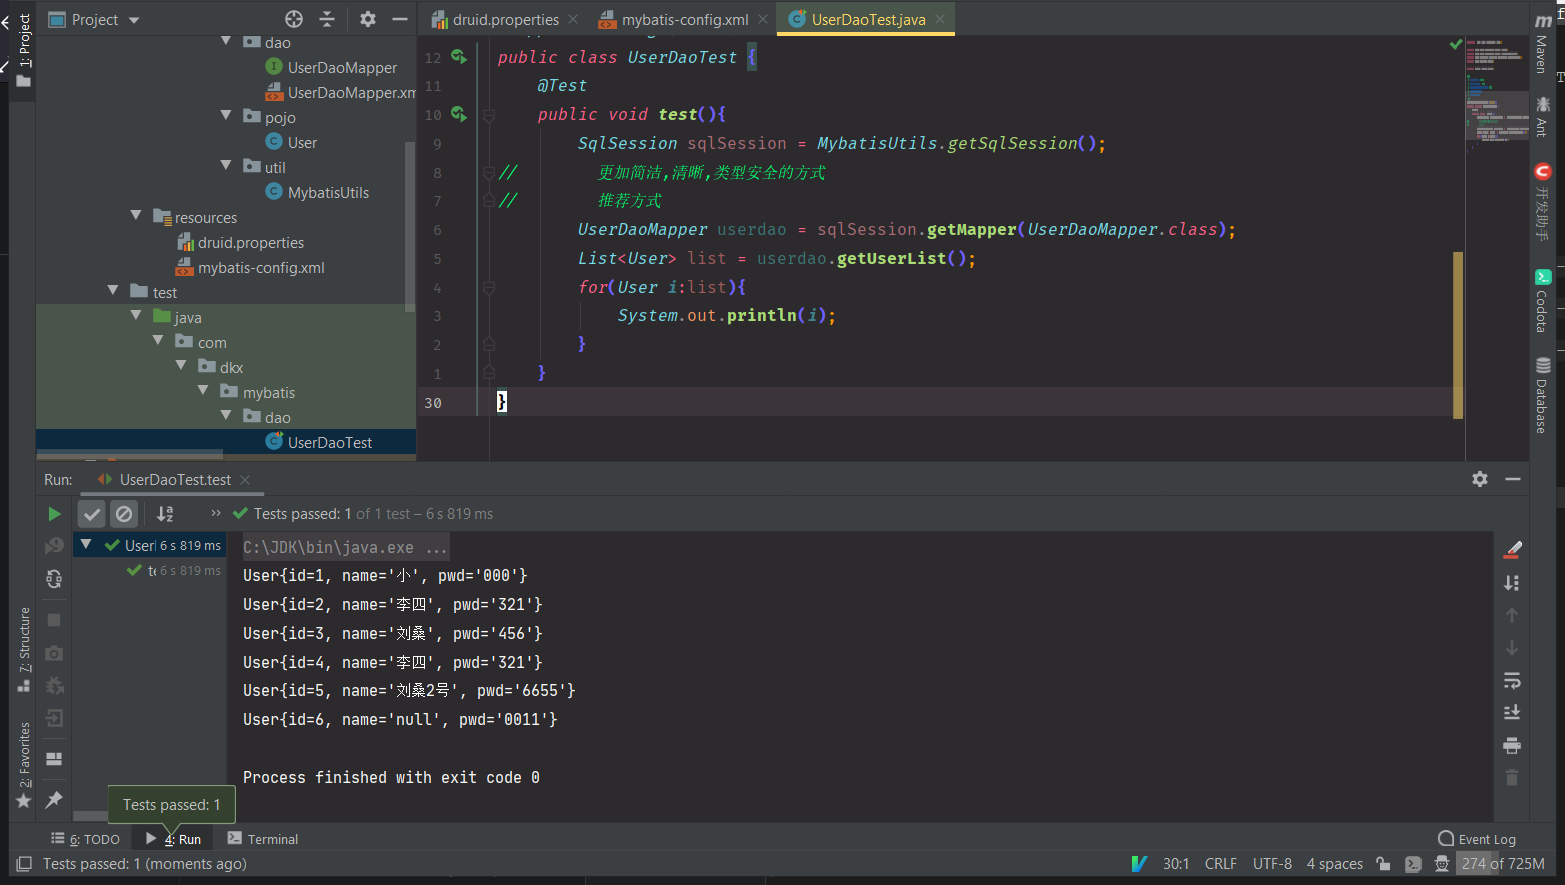 Project
druid.properties
mybatis-config.xml
UserDaoTest.java
1: Project
dao
UserDaoMapper
UserDaoMapper.xm
pojo
User
util
MybatisUtils
resources
druid.properties
mybatis-config.xml
test
java
com
dkx
mybatis
dao
UserDaoTest
12 public class UserDaoTest {
11 @Test
10 public void test(){
9 SqlSession sqlSession = MybatisUtils.getSqlSession();
8 // 更加简洁,清晰,类型安全的方式
7 // 推荐方式
6 UserDaoMapper userdao = sqlSession.getMapper(UserDaoMapper.class);
5 List<User> list = userdao.getUserList();
4 for(User i:list){
3 System.out.println(i);
2 }
1 }
30 }
Maven
Ant
开发助手
Codota
Database
Run:
UserDaoTest.test
Tests passed: 1 of 1 test – 6 s 819 ms
User 6 s 819 ms
te 6 s 819 ms
C:\JDK\bin\java.exe ...
User{id=1, name='小', pwd='000'}
User{id=2, name='李四', pwd='321'}
User{id=3, name='刘桑', pwd='456'}
User{id=4, name='李四', pwd='321'}
User{id=5, name='刘桑2号', pwd='6655'}
User{id=6, name='null', pwd='0011'}
Process finished with exit code 0
7: Structure
2: Favorites
Tests passed: 1
6: TODO
4: Run
Terminal
Event Log
Tests passed: 1 (moments ago)
30:1 CRLF UTF-8 4 spaces 274 of 725M